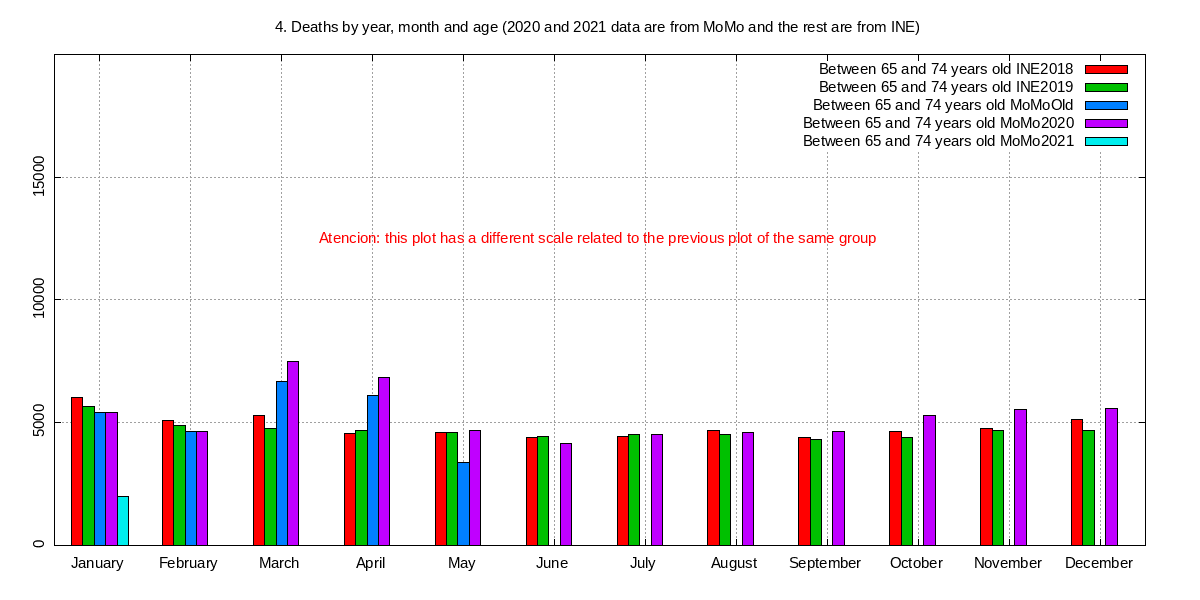 4. Deaths by year, month and age (2020 and 2021 data are from MoMo and the rest are from INE)
Between 65 and 74 years old INE2018
Between 65 and 74 years old INE2019
Between 65 and 74 years old MoMoOld
Between 65 and 74 years old MoMo2020
Between 65 and 74 years old MoMo2021
15000
Atencion: this plot has a different scale related to the previous plot of the same group
10000
5000
0
January February March April May June July August September October November December